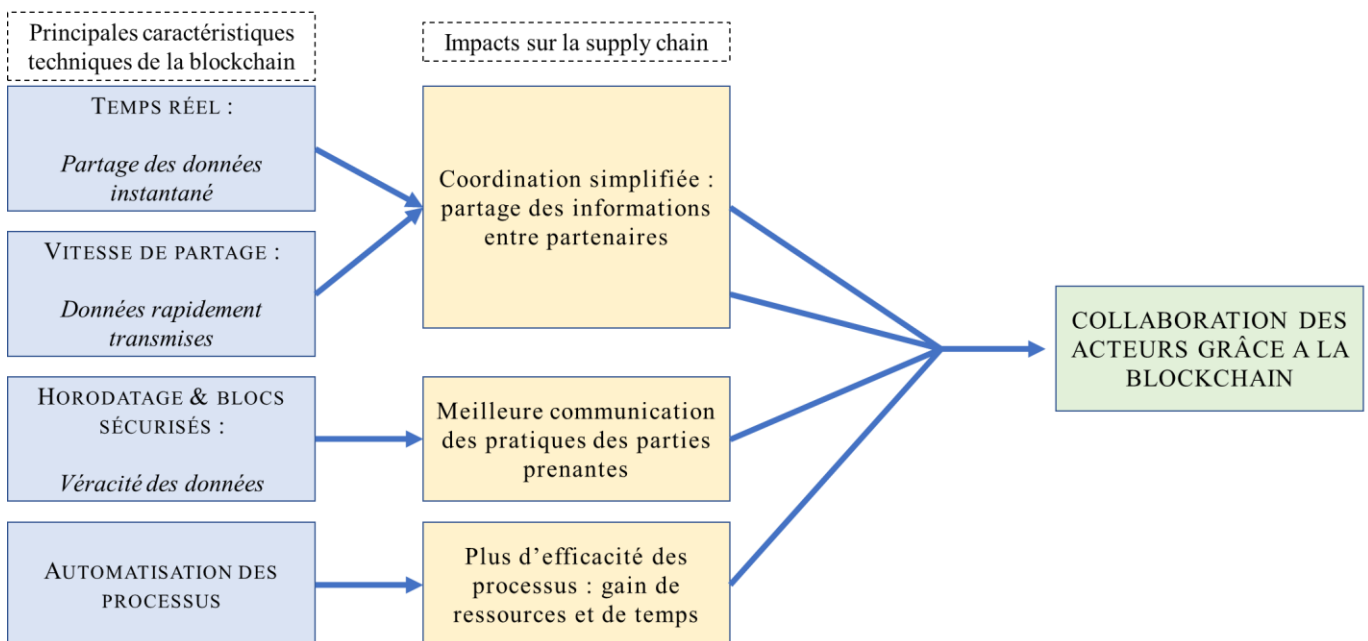 Principales caractéristiques
techniques de la blockchain
Impacts sur la supply chain
TEMPS RÉEL :
Partage des données
instantané
VITESSE DE PARTAGE :
Données rapidement
transmises
HORODATAGE & BLOCS
SÉCURISÉS :
Véracité des données
AUTOMATISATION DES
PROCESSUS
Coordination simplifiée :
partage des informations
entre partenaires
Meilleure communication
des pratiques des parties
prenantes
Plus d’efficacité des
processus : gain de
ressources et de temps
COLLABORATION DES
ACTEURS GRÂCE A LA
BLOCKCHAIN